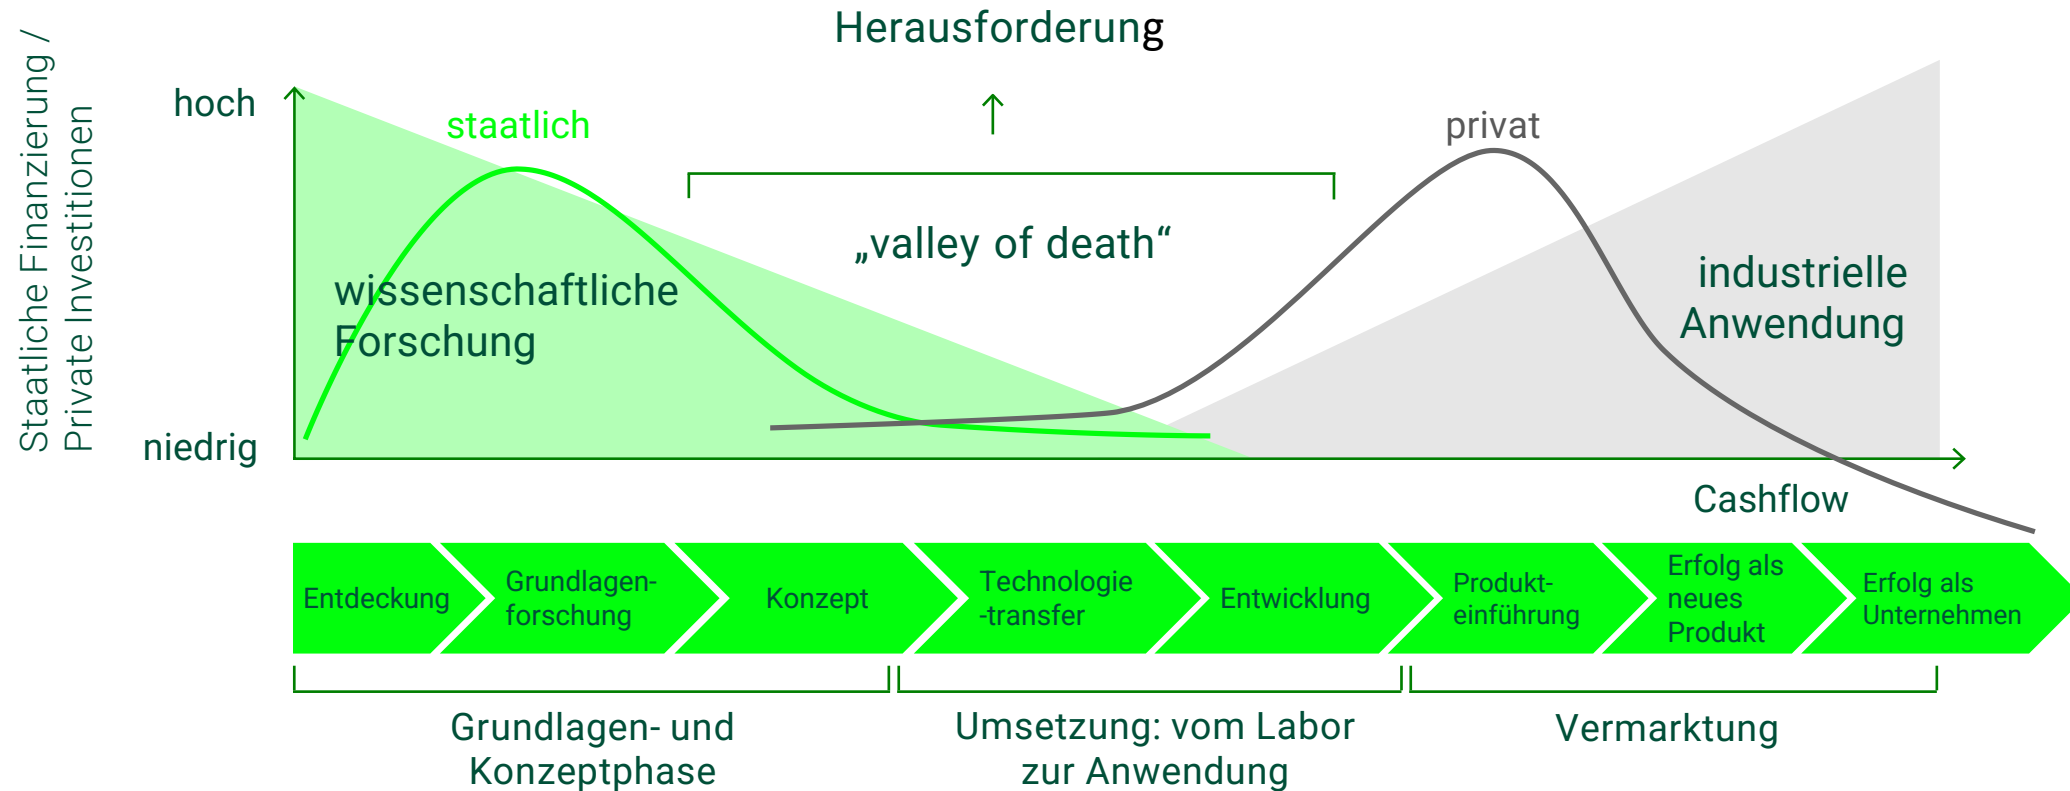 Herausforderung
Staatliche Finanzierung /
Private Investitionen
hoch
niedrig
staatlich
privat
„valley of death“
wissenschaftliche
Forschung
industrielle
Anwendung
Cashflow
Entdeckung
Grundlagen-
forschung
Konzept
Technologie
-transfer
Entwicklung
Produkt-
einführung
Erfolg als
neues
Produkt
Erfolg als
Unternehmen
Grundlagen- und
Konzeptphase
Umsetzung: vom Labor
zur Anwendung
Vermarktung